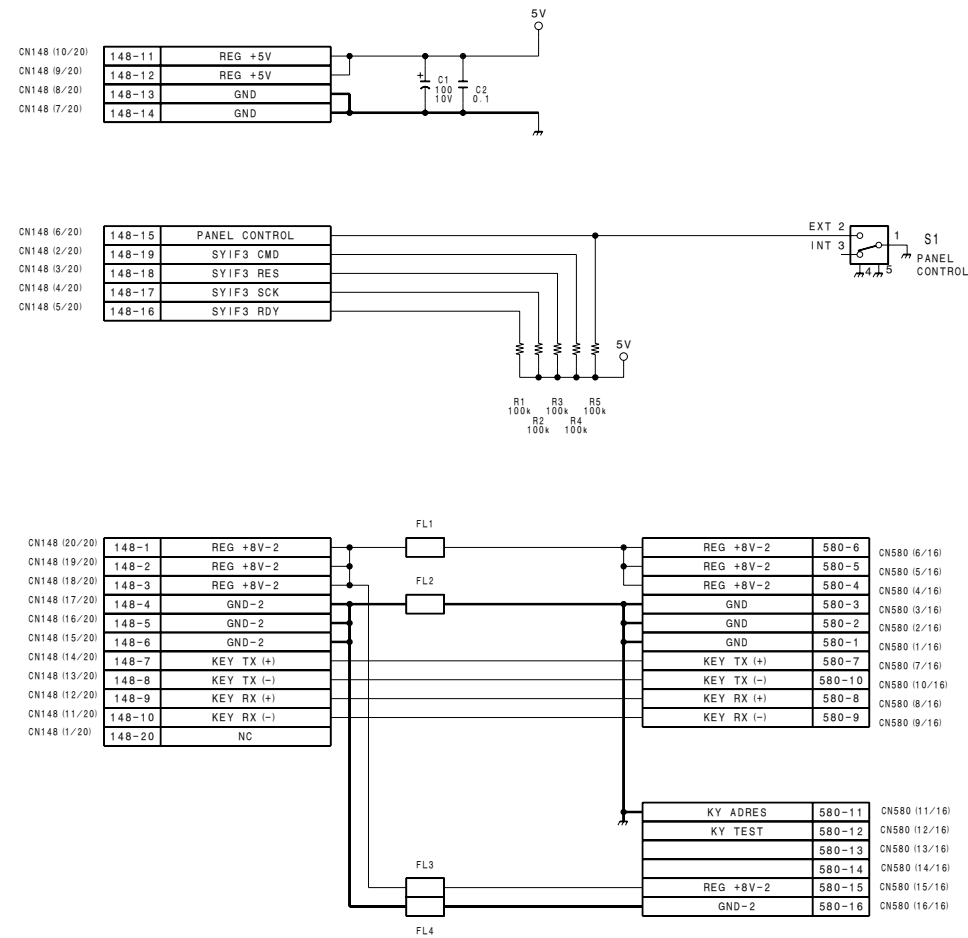 5V
CN148 (10/20) 148-11 REG +5V
CN148 (9/20) 148-12 REG +5V
CN148 (8/20) 148-13 GND
CN148 (7/20) 148-14 GND
+
C1
100
10V
C2
0.1
CN148 (6/20) 148-15 PANEL CONTROL
CN148 (2/20) 148-19 SYIF3 CMD
CN148 (3/20) 148-18 SYIF3 RES
CN148 (4/20) 148-17 SYIF3 SCK
CN148 (5/20) 148-16 SYIF3 RDY
EXT 2
INT 3
1
4
5
S1
PANEL
CONTROL
5V
R1
100k
R2
100k
R3
100k
R4
100k
R5
100k
FL1
FL2
CN148 (20/20) 148-1 REG +8V-2
CN148 (19/20) 148-2 REG +8V-2
CN148 (18/20) 148-3 REG +8V-2
CN148 (17/20) 148-4 GND-2
CN148 (16/20) 148-5 GND-2
CN148 (15/20) 148-6 GND-2
CN148 (14/20) 148-7 KEY TX (+)
CN148 (13/20) 148-8 KEY TX (-)
CN148 (12/20) 148-9 KEY RX (+)
CN148 (11/20) 148-10 KEY RX (-)
CN148 (1/20) 148-20 NC
REG +8V-2 580-6 CN580 (6/16)
REG +8V-2 580-5 CN580 (5/16)
REG +8V-2 580-4 CN580 (4/16)
GND 580-3 CN580 (3/16)
GND 580-2 CN580 (2/16)
GND 580-1 CN580 (1/16)
KEY TX (+) 580-7 CN580 (7/16)
KEY TX (-) 580-10 CN580 (10/16)
KEY RX (+) 580-8 CN580 (8/16)
KEY RX (-) 580-9 CN580 (9/16)
KY ADRES 580-11 CN580 (11/16)
KY TEST 580-12 CN580 (12/16)
580-13 CN580 (13/16)
580-14 CN580 (14/16)
REG +8V-2 580-15 CN580 (15/16)
GND-2 580-16 CN580 (16/16)
FL3
FL4